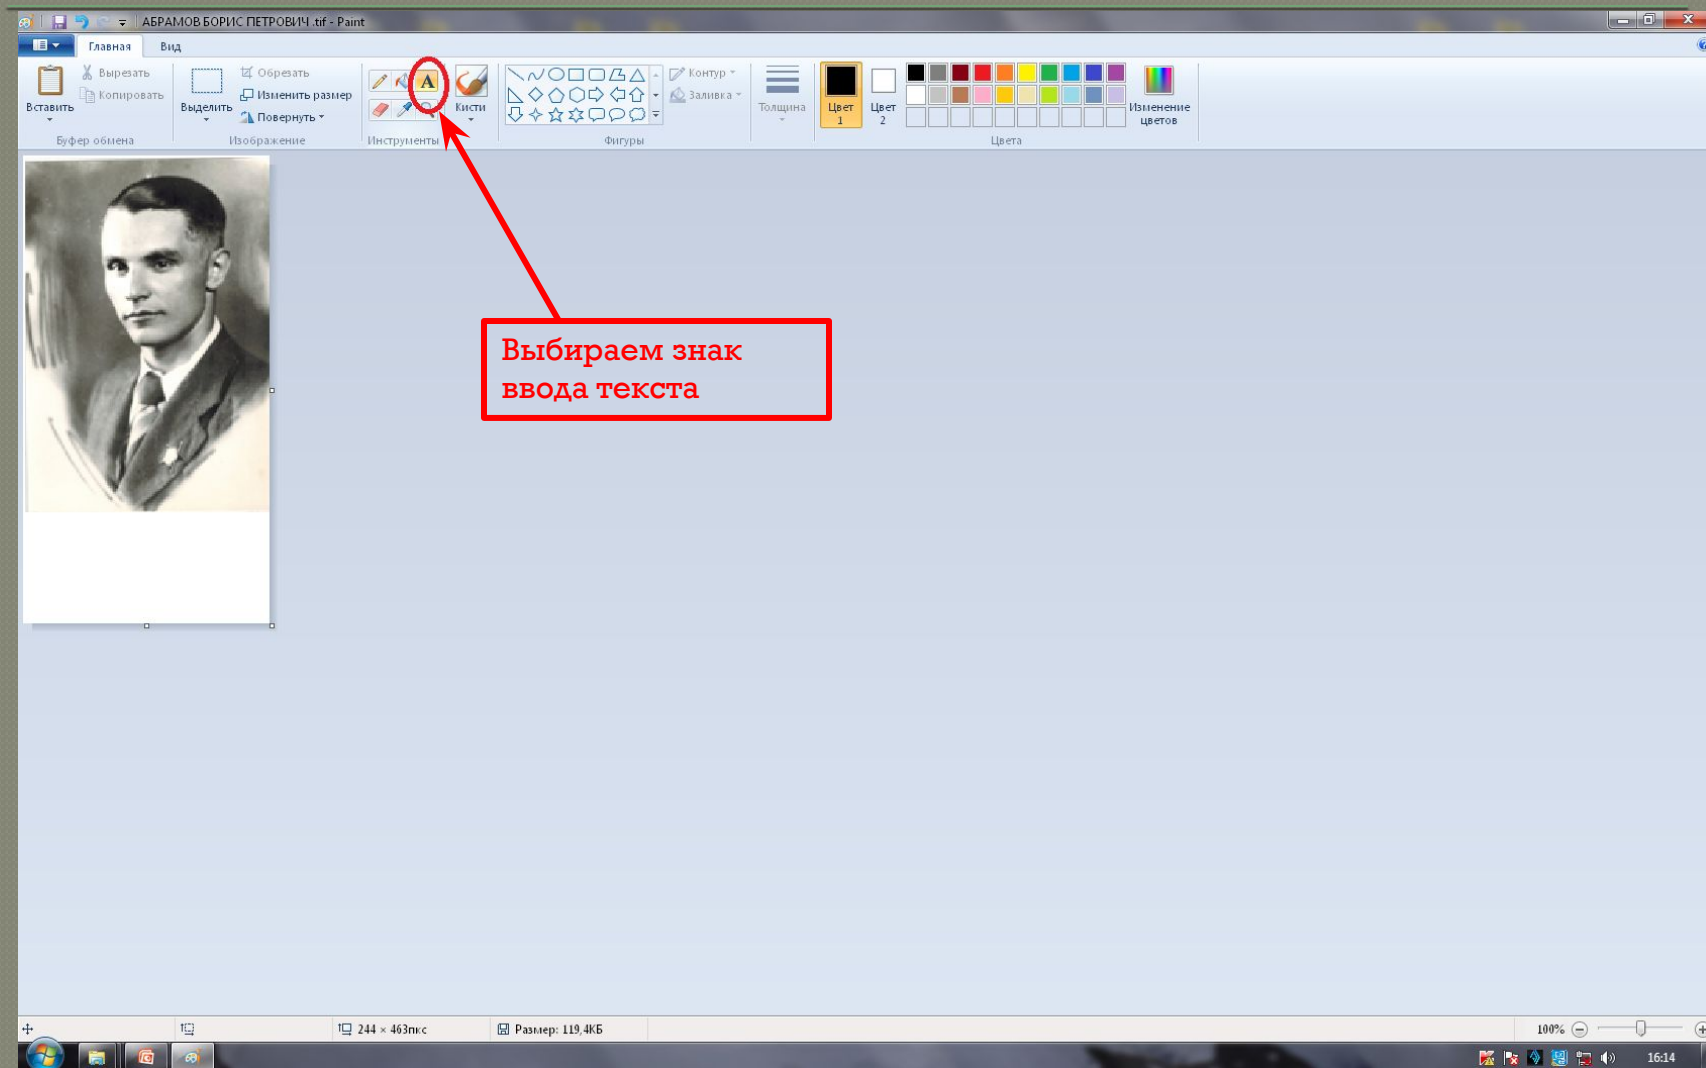 АБРАМОВ БОРИС ПЕТРОВИЧ .tif - Paint
Главная Вид
Вставить
Вырезать
Копировать
Буфер обмена
Выделить
Обрезать
Изменить размер
Повернуть
Изображение
A
Инструменты
Кисти
Контур
Заливка
Фигуры
Толщина
Цвет
1
Цвет
2
Изменение
цветов
Цвета
Выбираем знак
ввода текста
244 × 463пкс
Размер: 119,4КБ
100%
16:14